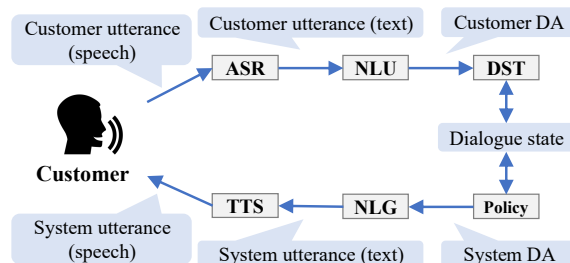 Customer utterance
(speech)
Customer utterance (text)
Customer DA
ASR
NLU
DST
Dialogue state
Customer
TTS
NLG
Policy
System utterance
(speech)
System utterance (text)
System DA